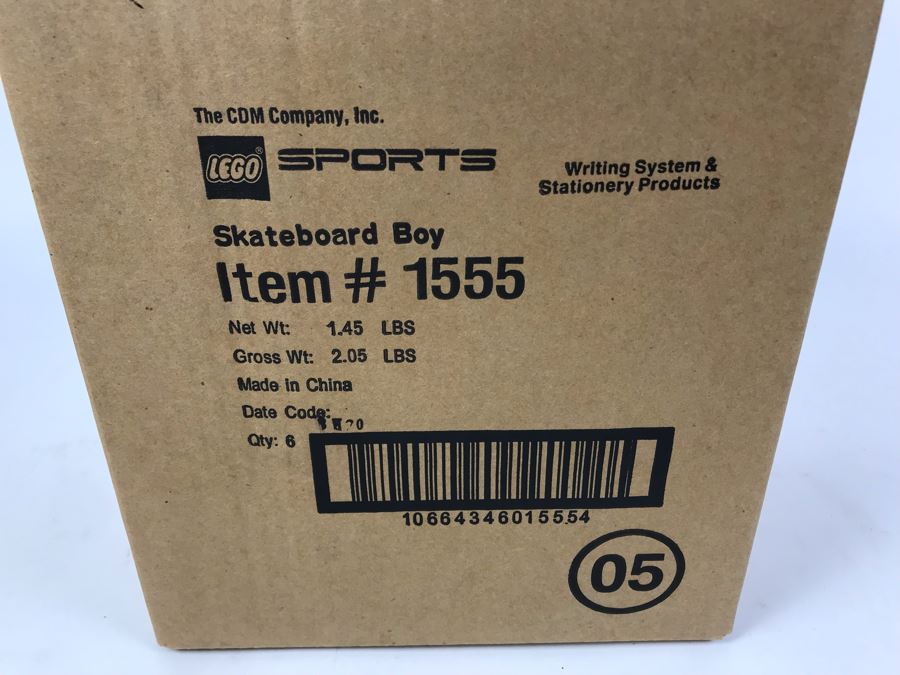 The CDM Company, Inc.
LEGO® SPORTS
Writing System &
Stationery Products
Skateboard Boy
Item # 1555
Net Wt: 1.45 LBS
Gross Wt: 2.05 LBS
Made in China
Date Code:
Qty: 6
10664346015554
05